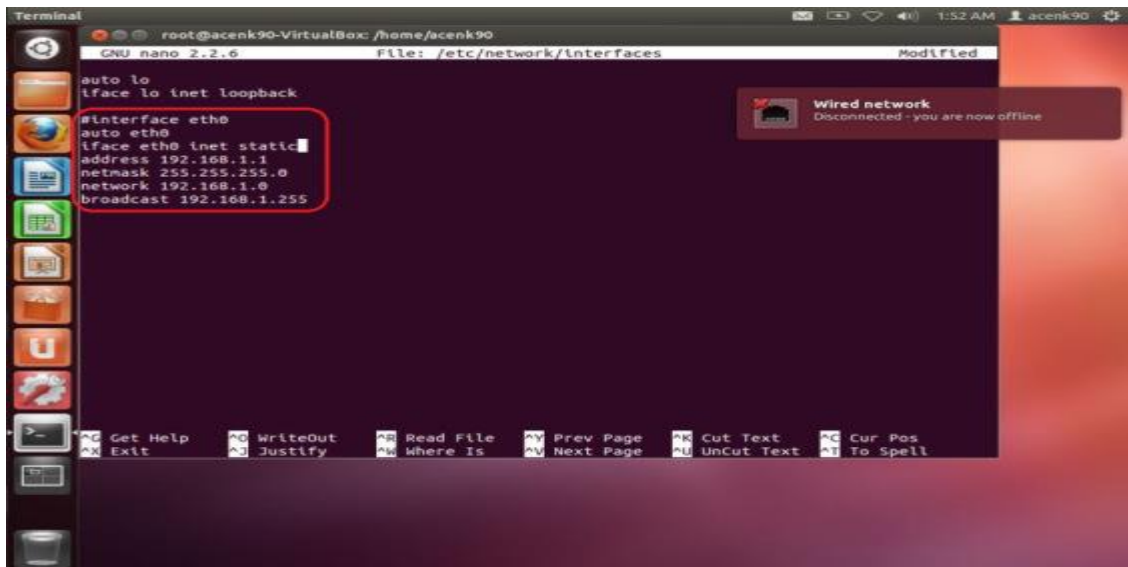 Terminal
1:52 AM acenk90
root@acenk90-VirtualBox: /home/acenk90
GNU nano 2.2.6 File: /etc/network/interfaces Modified
auto lo
iface lo inet loopback
#interface eth0
auto eth0
iface eth0 inet static
address 192.168.1.1
netmask 255.255.255.0
network 192.168.1.0
broadcast 192.168.1.255
Wired network
Disconnected - you are now offline
^G Get Help ^O WriteOut ^R Read File ^Y Prev Page ^K Cut Text ^C Cur Pos
^X Exit ^J Justify ^W Where Is ^V Next Page ^U UnCut Text ^T To Spell